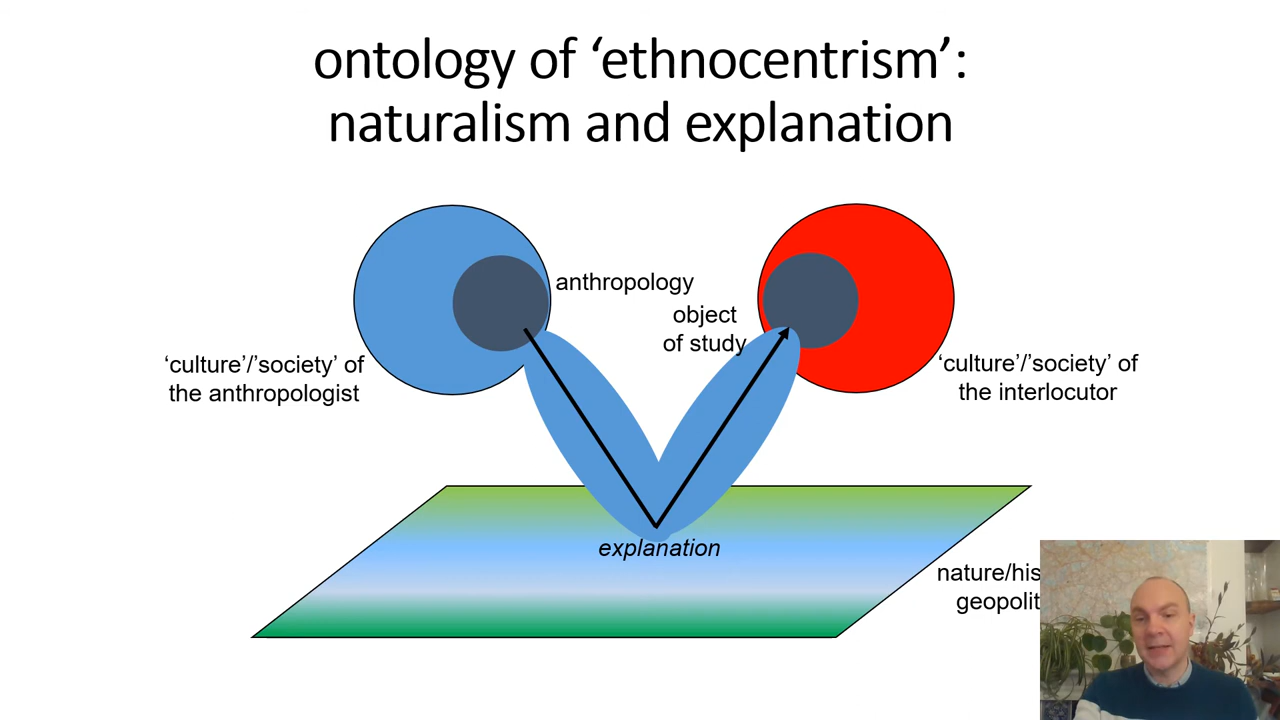 ontology of ‘ethnocentrism’:
naturalism and explanation
anthropology
object
of study
‘culture’/’society’ of
the anthropologist
‘culture’/’society’ of
the interlocutor
explanation